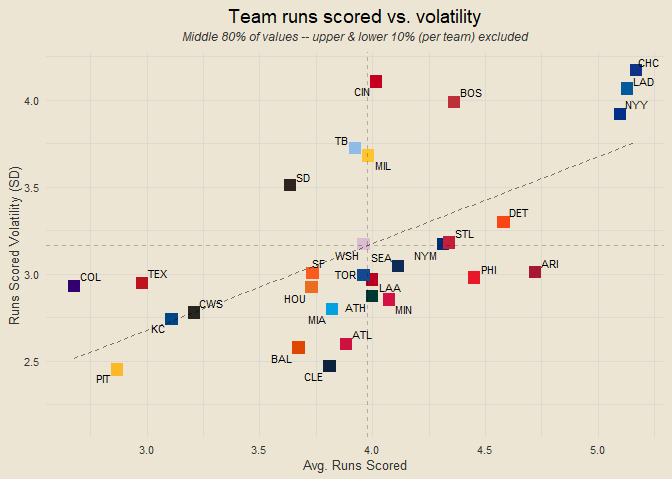 Team runs scored vs. volatility
Middle 80% of values -- upper & lower 10% (per team) excluded
CHC
LAD
CIN
BOS
NYY
4.0
TB
MIL
SD
3.5
DET
STL
WSH
SEA
NYM
SF
ARI
COL
TEX
TOR
PHI
3.0
LAA
HOU
CWS
ATH
MIN
MIA
KC
ATL
BAL
2.5
PIT
CLE
Runs Scored Volatility (SD)
3.0
3.5
4.0
4.5
5.0
Avg. Runs Scored